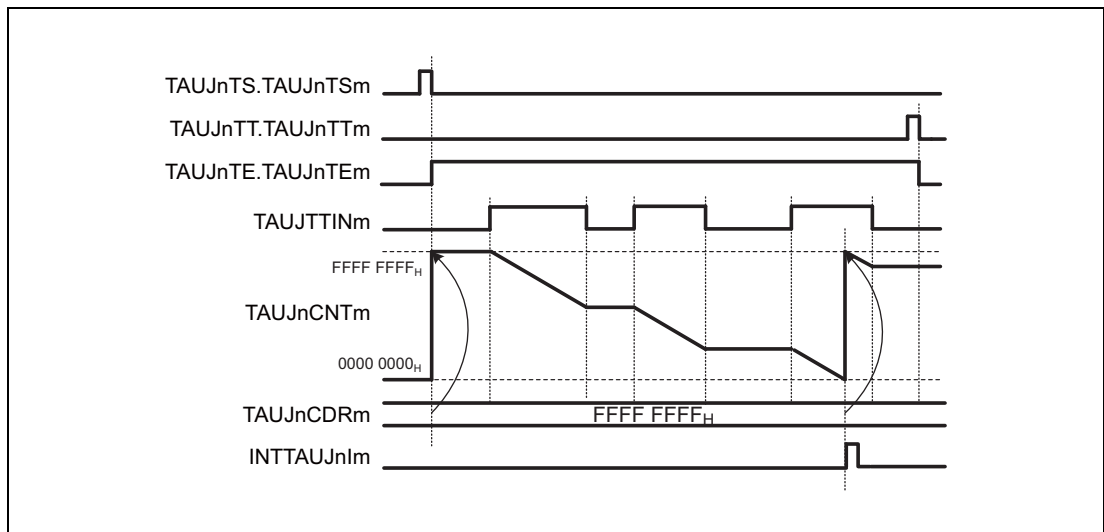 TAUJnTS.TAUJnTSm
TAUJnTT.TAUJnTTm
TAUJnTE.TAUJnTEm
TAUJTTINm
FFFF FFFFH
TAUJnCNTm
0000 0000H
TAUJnCDRm
FFFF FFFFH
INTTAUJnIm